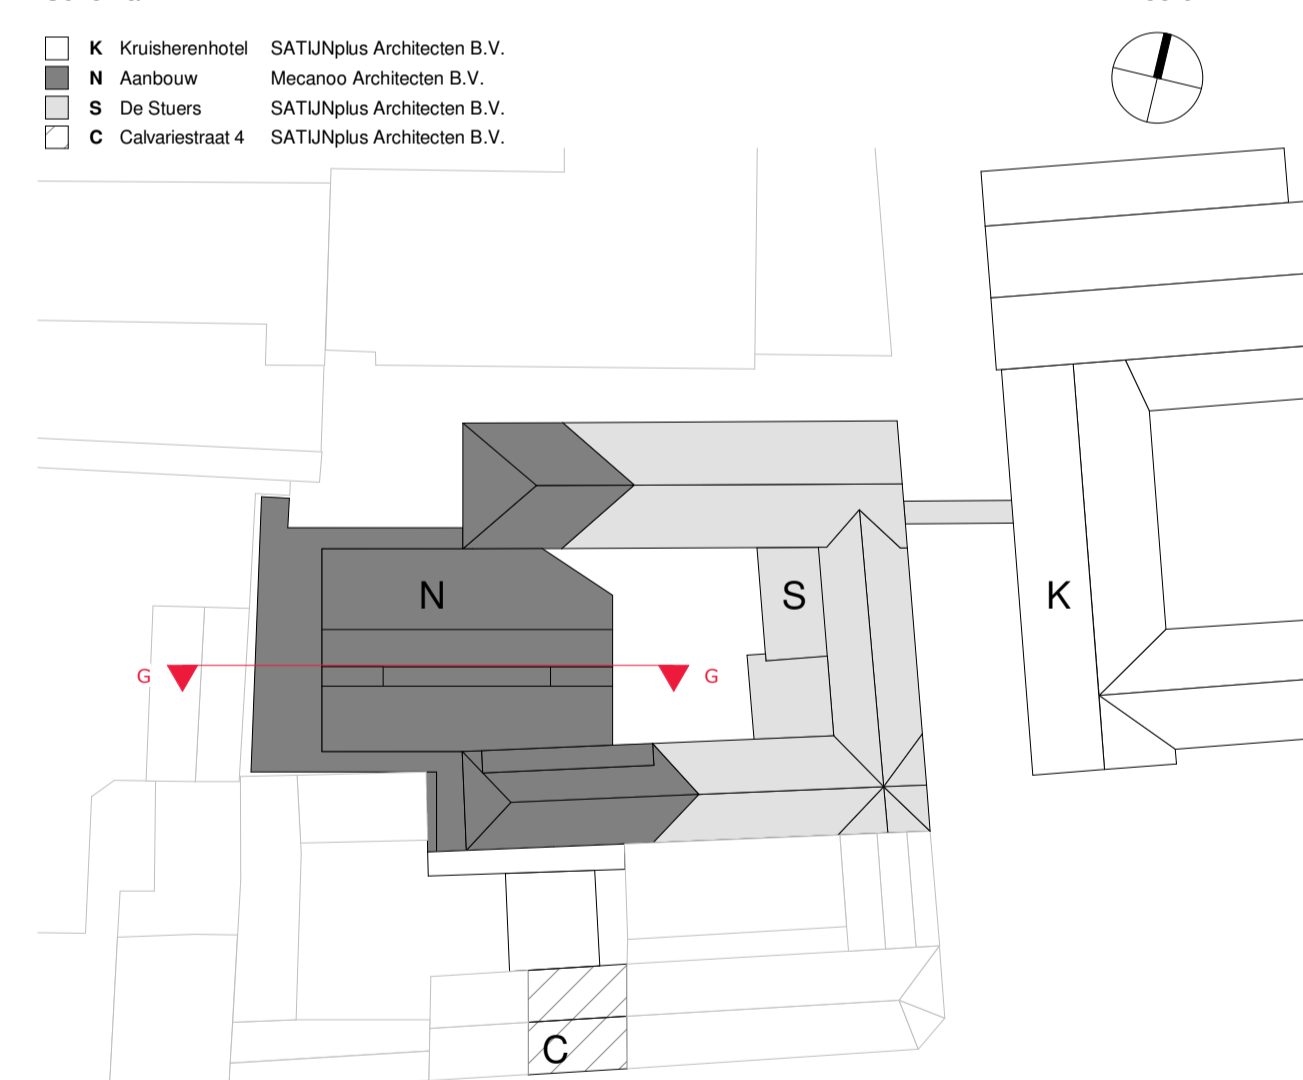 K Kruisherenhotel SATIJNplus Architecten B.V.
N Aanbouw Mecanoo Architecten B.V.
S De Stuers SATIJNplus Architecten B.V.
C Calvariestraat 4 SATIJNplus Architecten B.V.
N
S
K
G
G
C